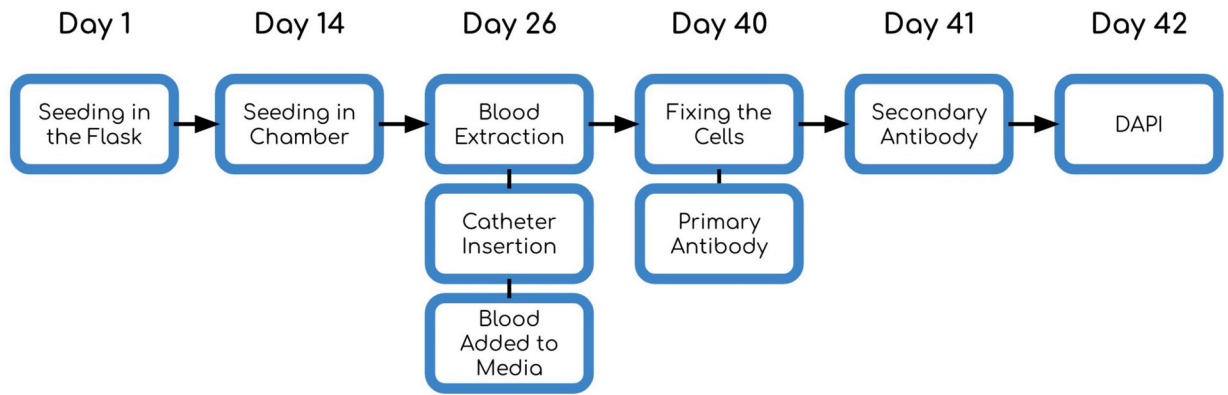 Day 1
Day 14
Day 26
Day 40
Day 41
Day 42
Seeding in
the Flask
Seeding in
Chamber
Blood
Extraction
Fixing the
Cells
Secondary
Antibody
DAPI
Catheter
Insertion
Primary
Antibody
Blood
Added to
Media